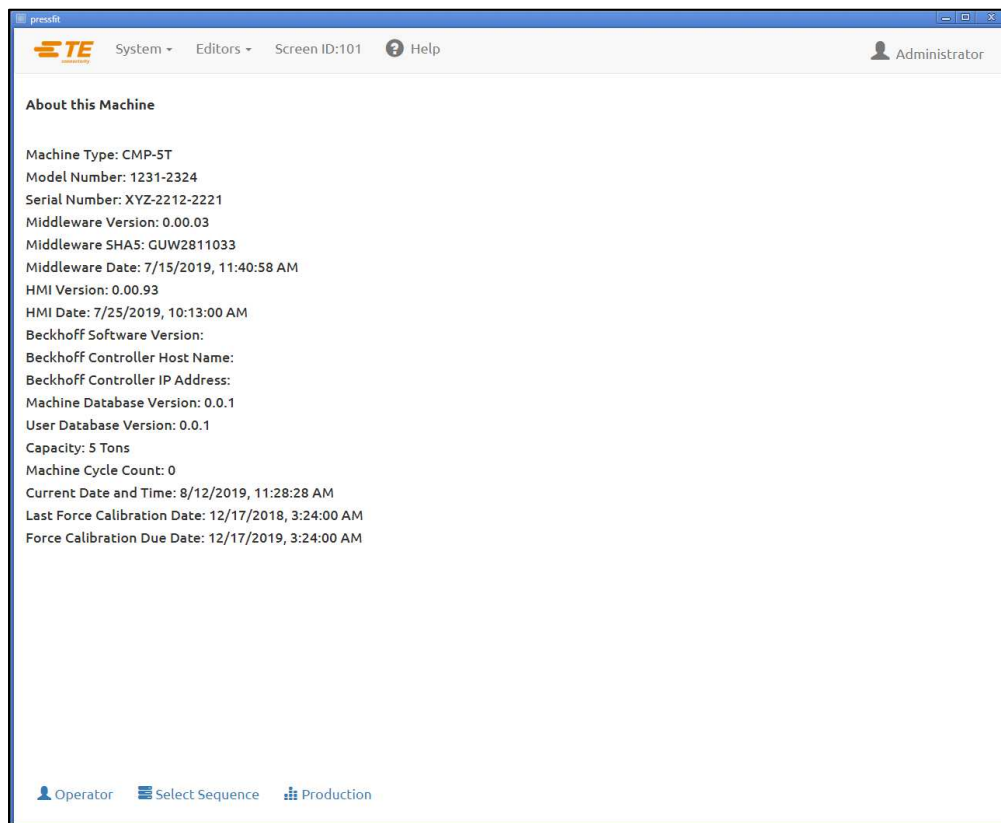 pressfit
TE
connectivity
System
Editors
Screen ID:101
Help
Administrator
About this Machine
Machine Type: CMP-5T
Model Number: 1231-2324
Serial Number: XYZ-2212-2221
Middleware Version: 0.00.03
Middleware SHA5: GUW2811033
Middleware Date: 7/15/2019, 11:40:58 AM
HMI Version: 0.00.93
HMI Date: 7/25/2019, 10:13:00 AM
Beckhoff Software Version:
Beckhoff Controller Host Name:
Beckhoff Controller IP Address:
Machine Database Version: 0.0.1
User Database Version: 0.0.1
Capacity: 5 Tons
Machine Cycle Count: 0
Current Date and Time: 8/12/2019, 11:28:28 AM
Last Force Calibration Date: 12/17/2018, 3:24:00 AM
Force Calibration Due Date: 12/17/2019, 3:24:00 AM
Operator
Select Sequence
Production